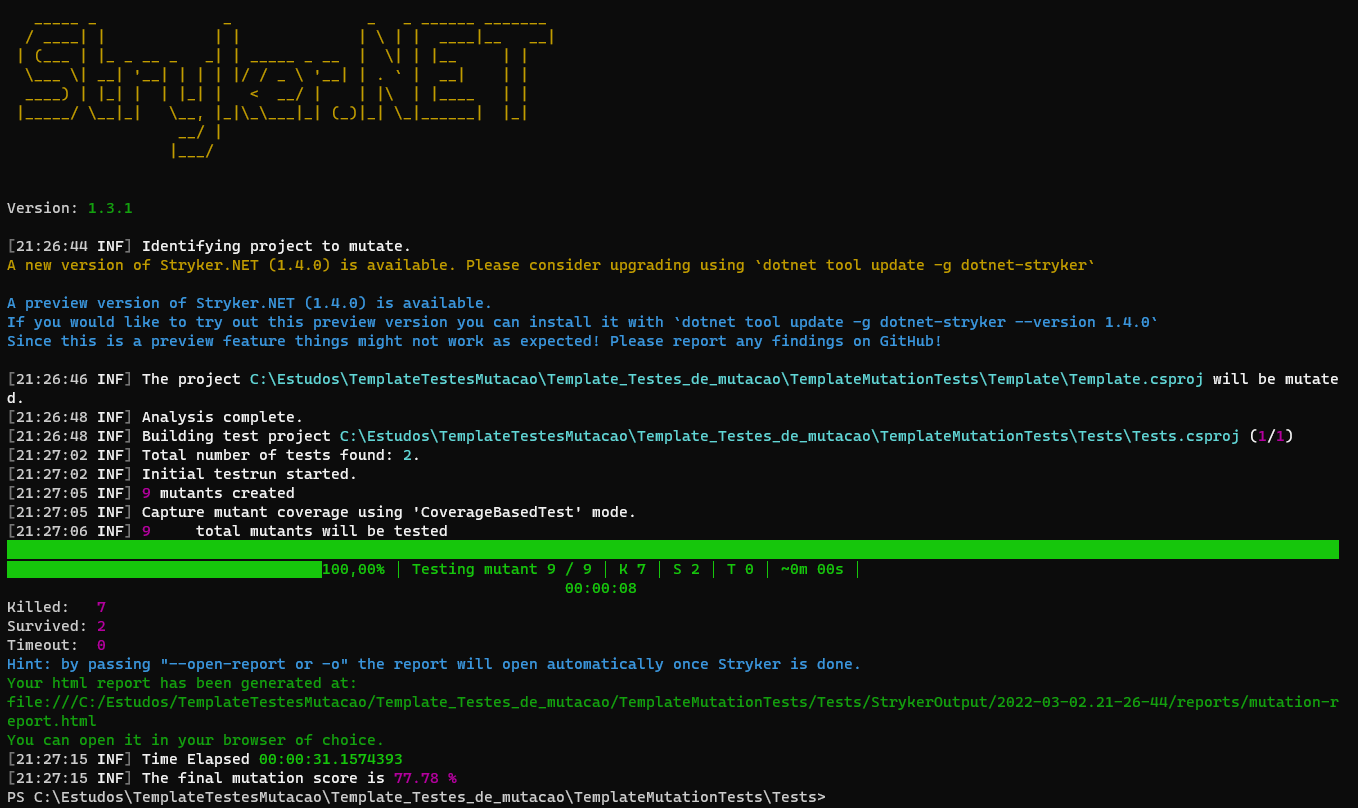 Stryker.NET
Version: 1.3.1
[21:26:44 INF] Identifying project to mutate.
A new version of Stryker.NET (1.4.0) is available. Please consider upgrading using `dotnet tool update -g dotnet-stryker`
A preview version of Stryker.NET (1.4.0) is available.
If you would like to try out this preview version you can install it with `dotnet tool update -g dotnet-stryker --version 1.4.0`
Since this is a preview feature things might not work as expected! Please report any findings on GitHub!
[21:26:46 INF] The project C:\Estudos\TemplateTestesMutacao\Template_Testes_de_mutacao\TemplateMutationTests\Template\Template.csproj will be mutate
d.
[21:26:48 INF] Analysis complete.
[21:26:48 INF] Building test project C:\Estudos\TemplateTestesMutacao\Template_Testes_de_mutacao\TemplateMutationTests\Tests\Tests.csproj (1/1)
[21:27:02 INF] Total number of tests found: 2.
[21:27:02 INF] Initial testrun started.
[21:27:05 INF] 9 mutants created
[21:27:05 INF] Capture mutant coverage using 'CoverageBasedTest' mode.
[21:27:06 INF] 9     total mutants will be tested
100,00% | Testing mutant 9 / 9 | K 7 | S 2 | T 0 | ~0m 00s |
00:00:08
Killed:   7
Survived: 2
Timeout:  0
Hint: by passing "--open-report or -o" the report will open automatically once Stryker is done.
Your html report has been generated at:
file:///C:/Estudos/TemplateTestesMutacao/Template_Testes_de_mutacao/TemplateMutationTests/Tests/StrykerOutput/2022-03-02.21-26-44/reports/mutation-r
eport.html
You can open it in your browser of choice.
[21:27:15 INF] Time Elapsed 00:00:31.1574393
[21:27:15 INF] The final mutation score is 77.78 %
PS C:\Estudos\TemplateTestesMutacao\Template_Testes_de_mutacao\TemplateMutationTests\Tests>